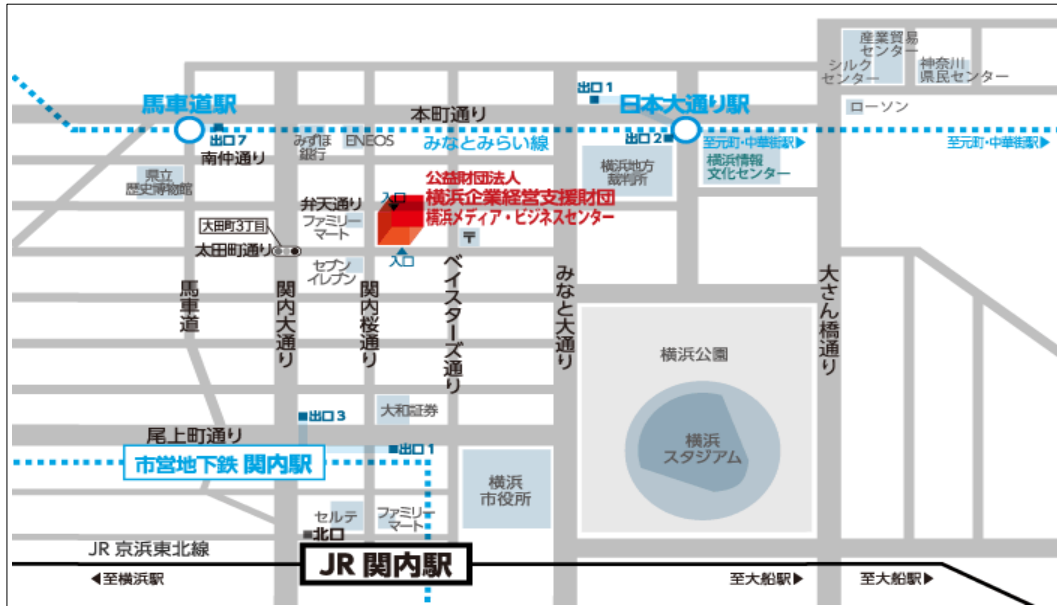 産業貿易
センター
シルク
センター
神奈川
県民センター
ローソン
出口1
馬車道駅
日本大通り駅
本町通り
出口7
みずほ
銀行
ENEOS
みなとみらい線
出口2
至元町・中華街駅▶
至元町・中華街駅▶
南仲通り
横浜地方
裁判所
横浜情報
文化センター
県立
歴史博物館
公益財団法人
横浜企業経営支援財団
横浜メディア・ビジネスセンター
入口
弁天通り
ファミリー
マート
〒
大田町3丁目
太田町通り
セブン
イレブン
入口
馬車道
関内大通り
関内桜通り
ベイスターズ通り
みなと大通り
大さん橋通り
横浜公園
横浜
スタジアム
大和証券
出口3
尾上町通り
出口1
市営地下鉄 関内駅
横浜
市役所
セルテ
ファミリー
マート
北口
JR 京浜東北線
JR 関内駅
◀至横浜駅
至大船駅▶
至大船駅▶